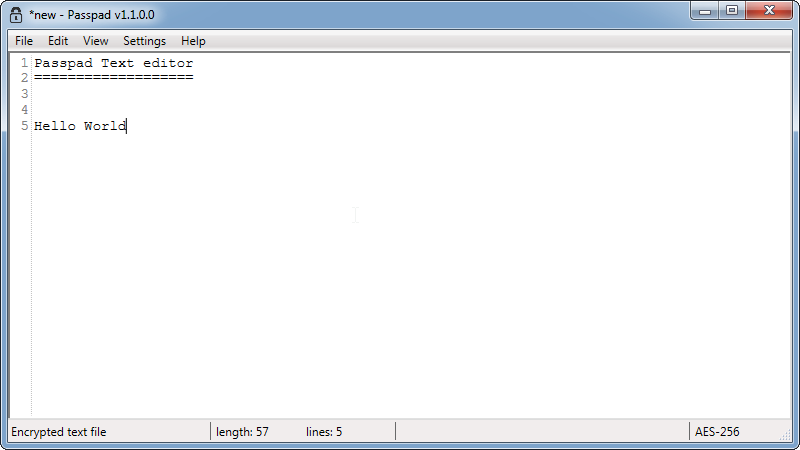 *new - Passpad v1.1.0.0
File Edit View Settings Help
1 Passpad Text editor
2 ===================
3
4
5 Hello World
Encrypted text file length: 57 lines: 5 AES-256